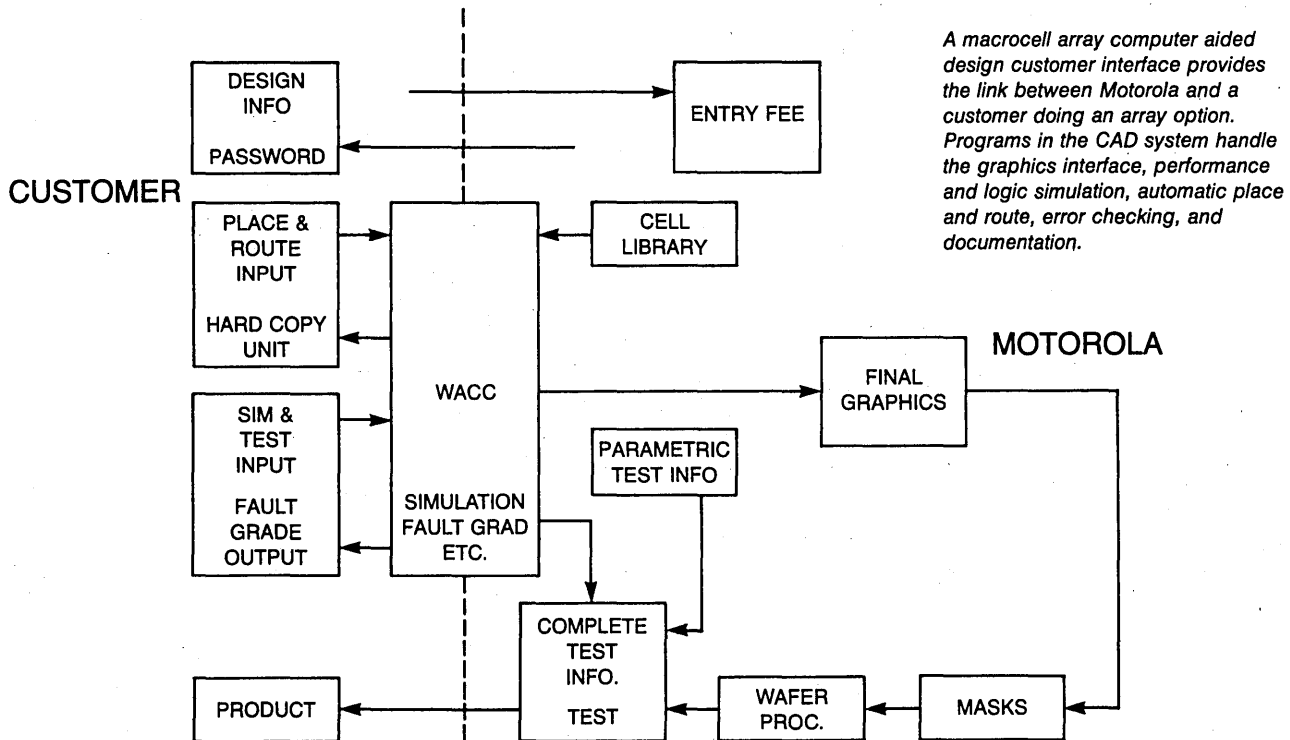 DESIGN
INFO
PASSWORD
ENTRY FEE
A macrocell array computer aided
design customer interface provides
the link between Motorola and a
customer doing an array option.
Programs in the CAD system handle
the graphics interface, performance
and logic simulation, automatic place
and route, error checking, and
documentation.
CUSTOMER
PLACE &
ROUTE
INPUT
HARD COPY
UNIT
CELL
LIBRARY
MOTOROLA
WACC
SIMULATION
FAULT GRAD
ETC.
FINAL
GRAPHICS
SIM &
TEST
INPUT
FAULT
GRADE
OUTPUT
PARAMETRIC
TEST INFO
COMPLETE
TEST
INFO.
TEST
PRODUCT
WAFER
PROC.
MASKS